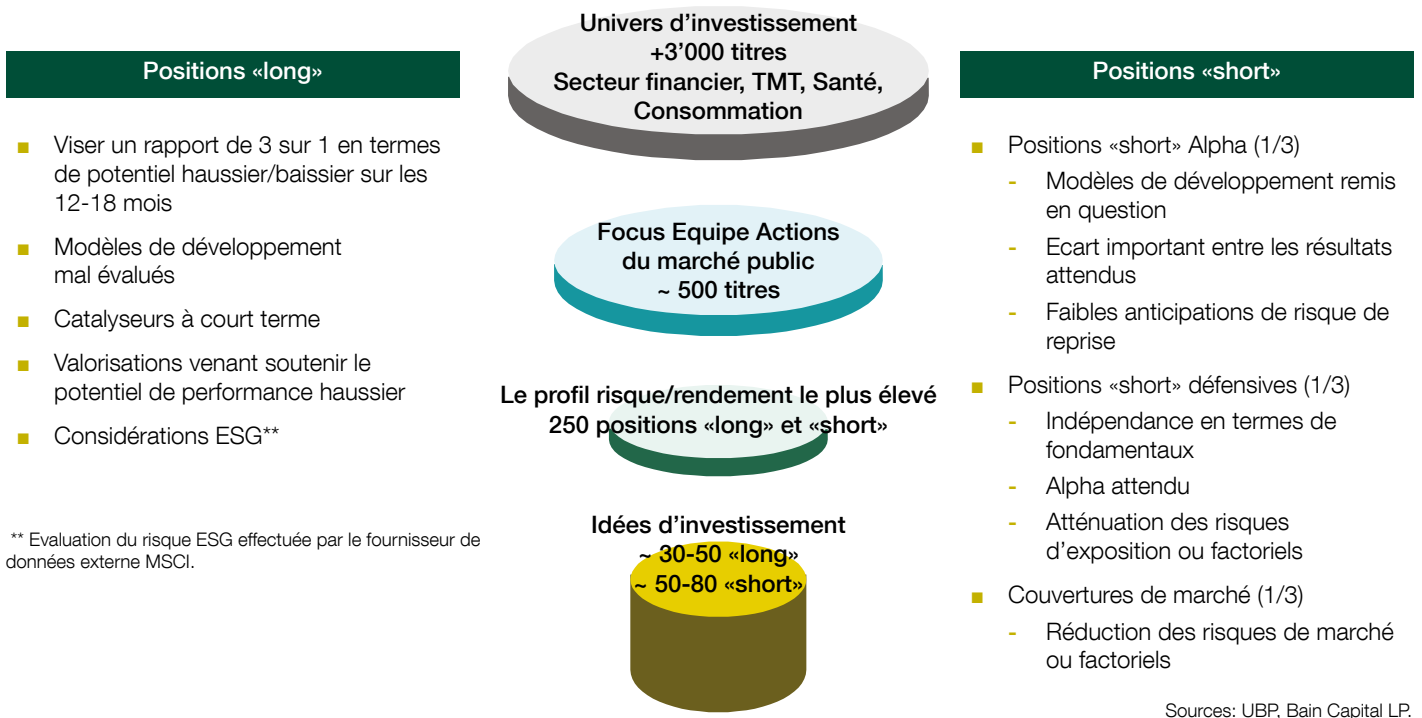 Positions «long»
■ Viser un rapport de 3 sur 1 en termes
de potentiel haussier/baissier sur les
12-18 mois
■ Modèles de développement
mal évalués
■ Catalyseurs à court terme
■ Valorisations venant soutenir le
potentiel de performance haussier
■ Considérations ESG**
** Evaluation du risque ESG effectuée par le fournisseur de
données externe MSCI.
Univers d’investissement
+3’000 titres
Secteur financier, TMT, Santé,
Consommation
Focus Equipe Actions
du marché public
~ 500 titres
Le profil risque/rendement le plus élevé
250 positions «long» et «short»
Idées d’investissement
~ 30-50 «long»
~ 50-80 «short»
Positions «short»
■ Positions «short» Alpha (1/3)
- Modèles de développement remis
en question
- Ecart important entre les résultats
attendus
- Faibles anticipations de risque de
reprise
■ Positions «short» défensives (1/3)
- Indépendance en termes de
fondamentaux
- Alpha attendu
- Atténuation des risques
d’exposition ou factoriels
■ Couvertures de marché (1/3)
- Réduction des risques de marché
ou factoriels
Sources: UBP, Bain Capital LP.